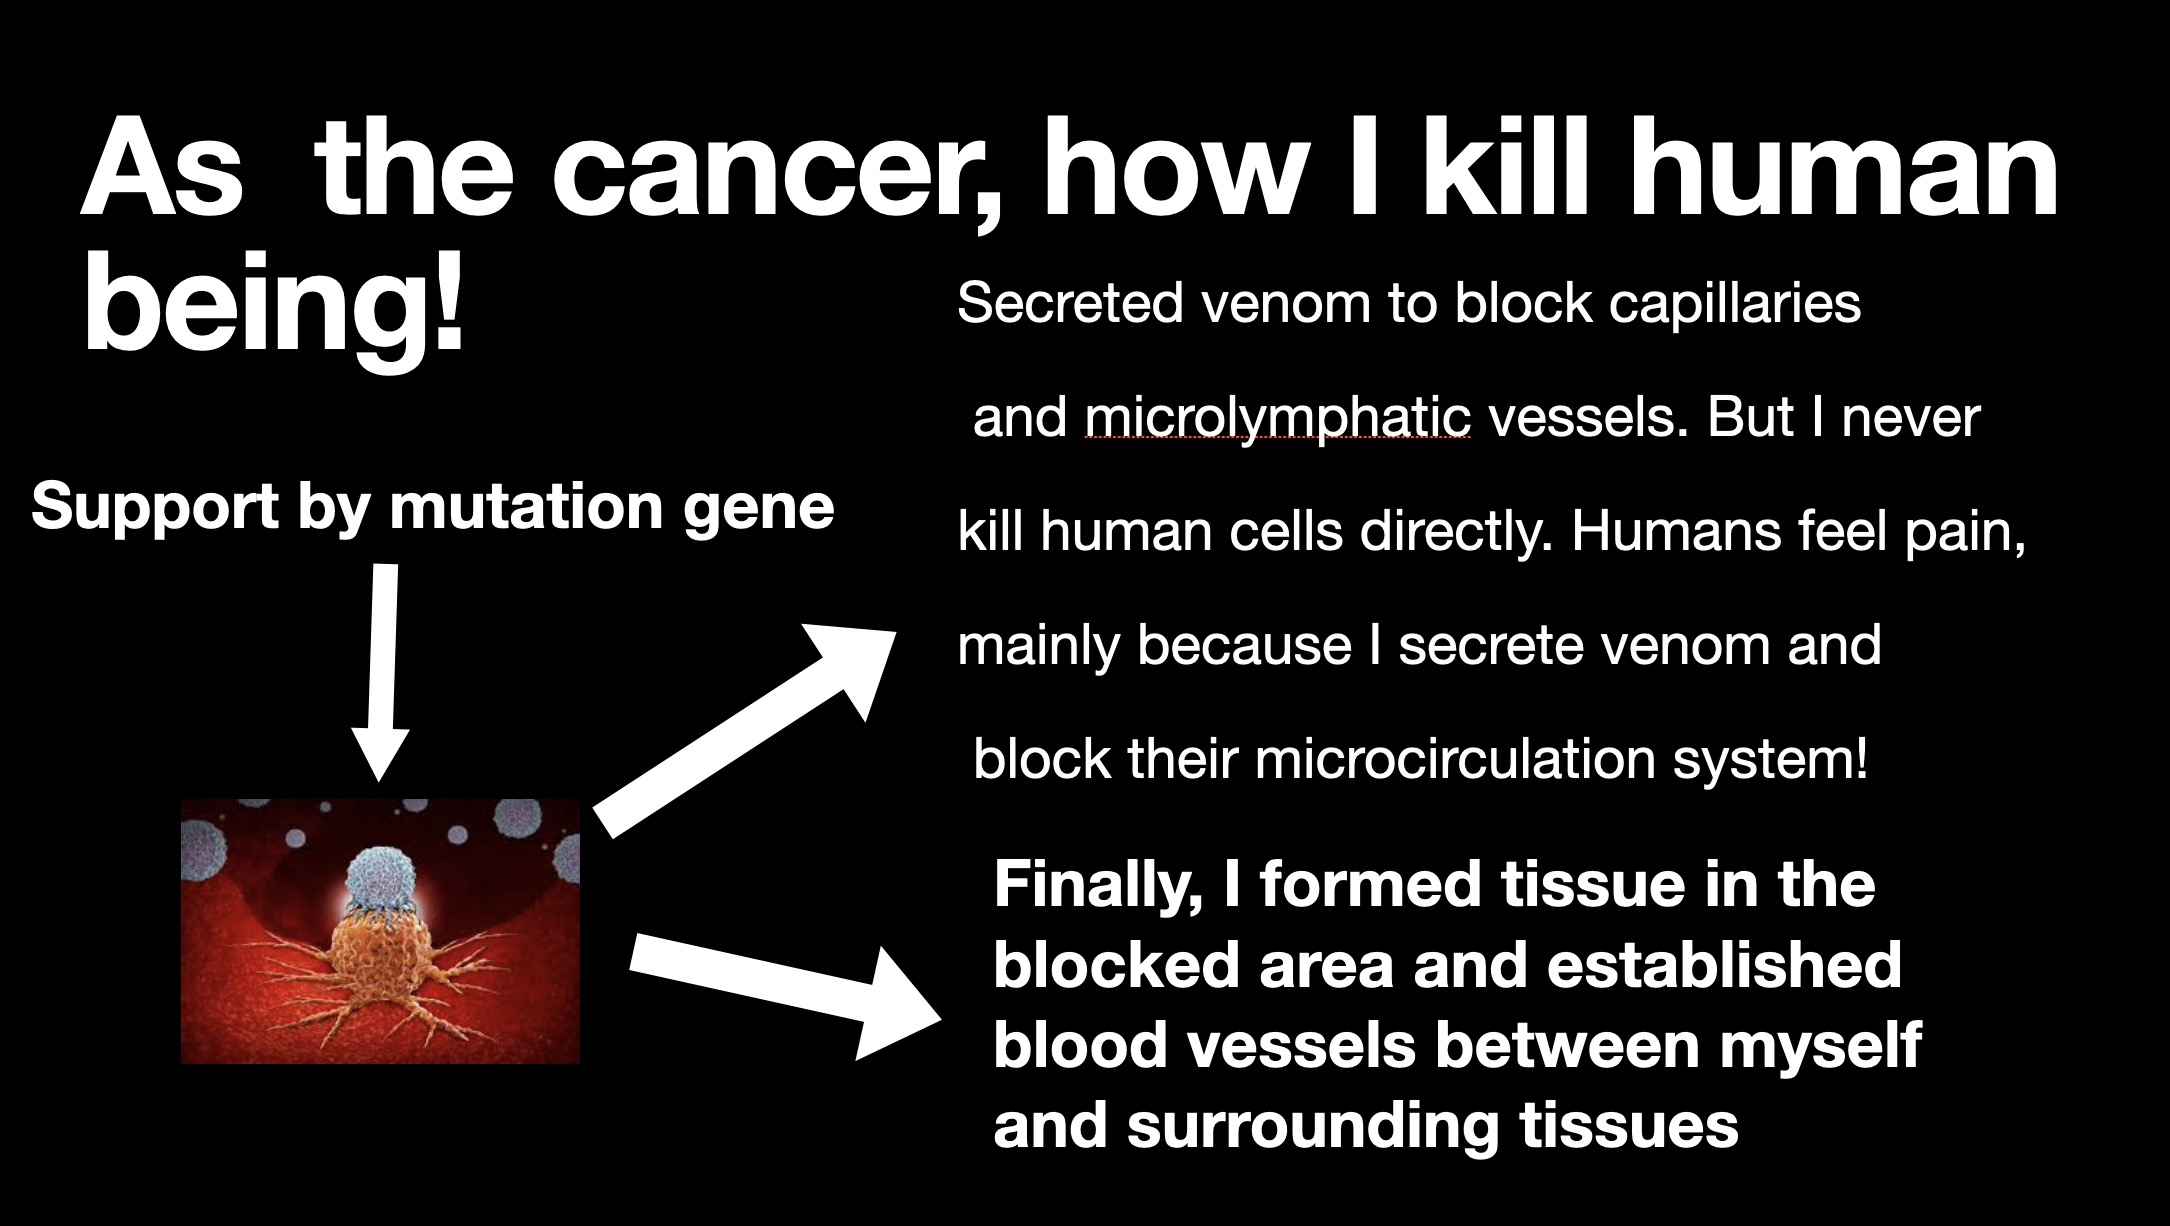 As  the cancer, how I kill human
being!
Support by mutation gene
Secreted venom to block capillaries
and microlymphatic vessels. But I never
kill human cells directly. Humans feel pain,
mainly because I secrete venom and
block their microcirculation system!
Finally, I formed tissue in the
blocked area and established
blood vessels between myself
and surrounding tissues